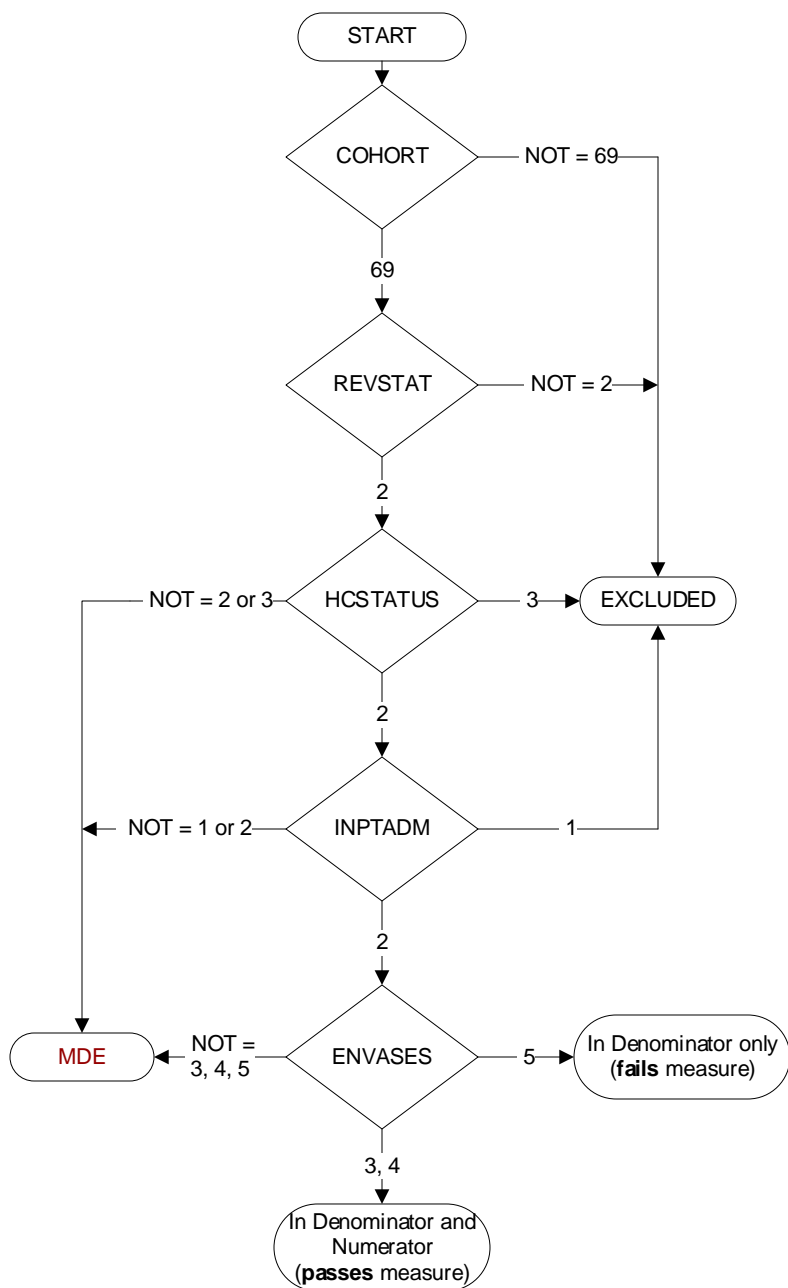 START
COHORT
NOT = 69
69
REVSTAT
NOT = 2
2
NOT = 2 or 3
HCSTATUS
3
EXCLUDED
2
NOT = 1 or 2
INPTADM
1
2
MDE
NOT =
3, 4, 5
ENVASES
5
In Denominator only
(fails measure)
3, 4
In Denominator and
Numerator
(passes measure)